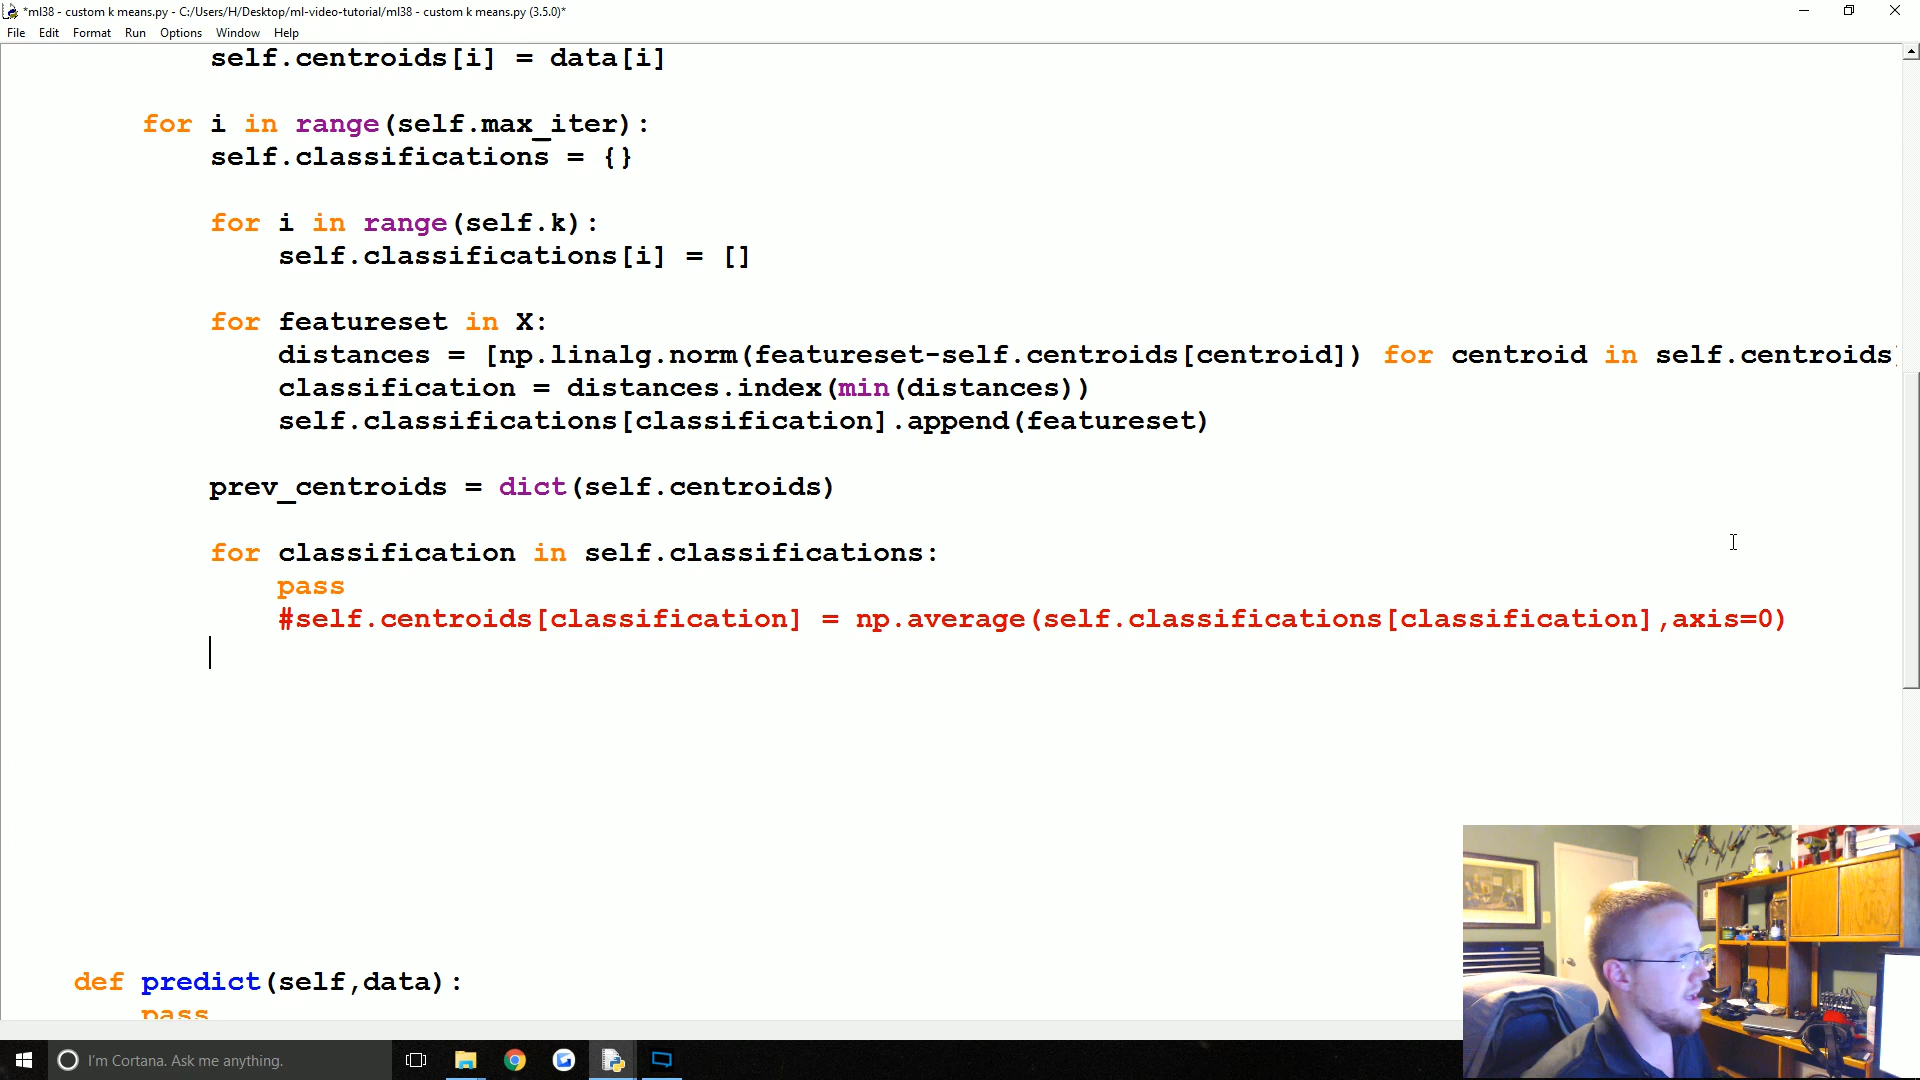 *ml38 - custom k means.py - C:/Users/H/Desktop/ml-video-tutorial/ml38 - custom k means.py (3.5.0)*
File Edit Format Run Options Window Help
self.centroids[i] = data[i]
for i in range(self.max_iter):
self.classifications = {}
for i in range(self.k):
self.classifications[i] = []
for featureset in X:
distances = [np.linalg.norm(featureset-self.centroids[centroid]) for centroid in self.centroids]
classification = distances.index(min(distances))
self.classifications[classification].append(featureset)
prev_centroids = dict(self.centroids)
for classification in self.classifications:
pass
#self.centroids[classification] = np.average(self.classifications[classification],axis=0)
def predict(self,data):
pass
I'm Cortana. Ask me anything.